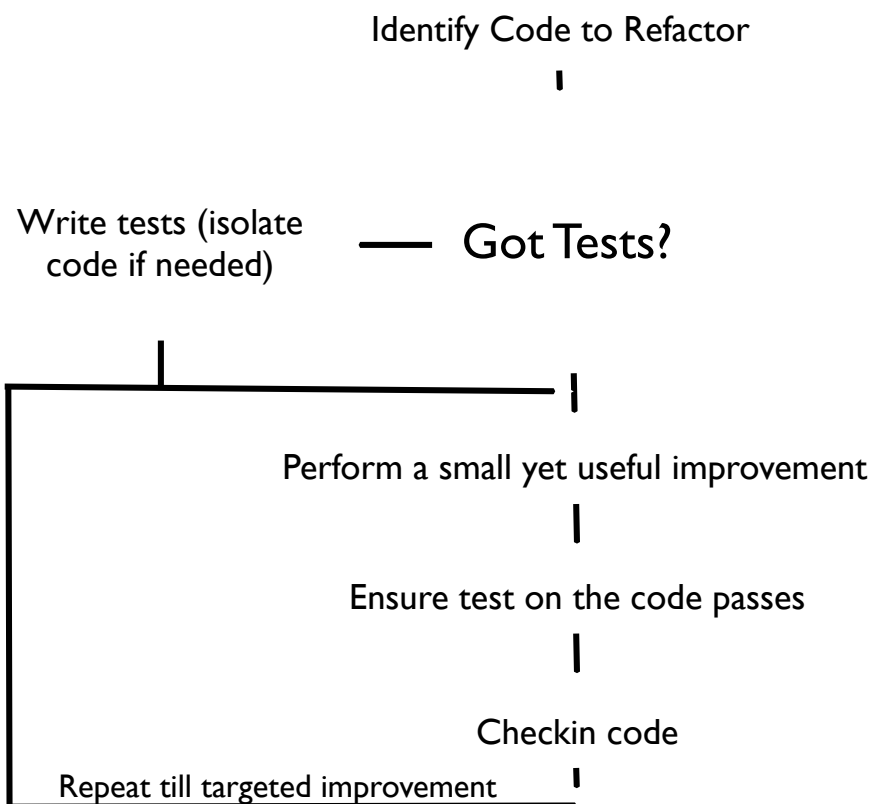 Identify Code to Refactor
Write tests (isolate
code if needed)
Got Tests?
Perform a small yet useful improvement
Ensure test on the code passes
Checkin code
Repeat till targeted improvement